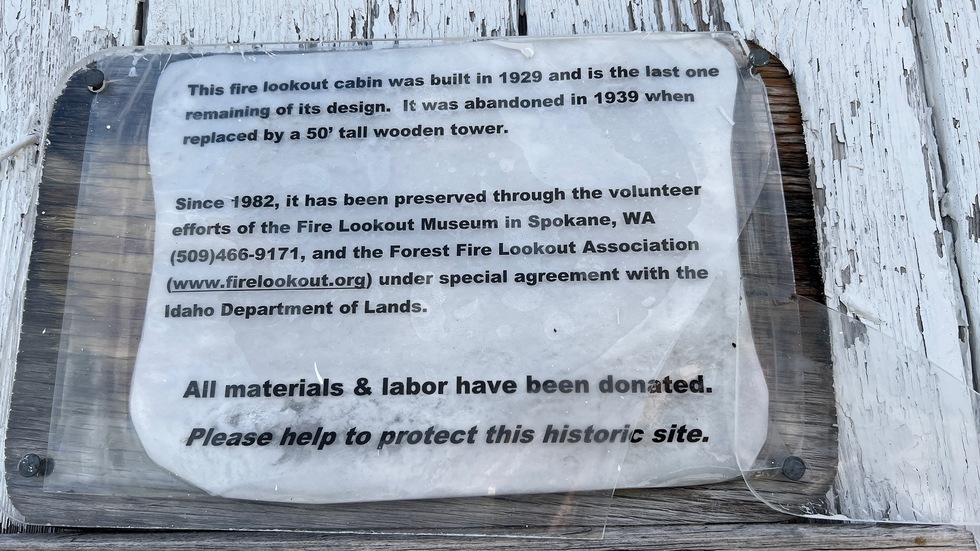 This fire lookout cabin was built in 1929 and is the last one
remaining of its design. It was abandoned in 1939 when
replaced by a 50' tall wooden tower.
Since 1982, it has been preserved through the volunteer
efforts of the Fire Lookout Museum in Spokane, WA
(509)466-9171, and the Forest Fire Lookout Association
(www.firelookout.org) under special agreement with the
Idaho Department of Lands.
All materials & labor have been donated.
Please help to protect this historic site.